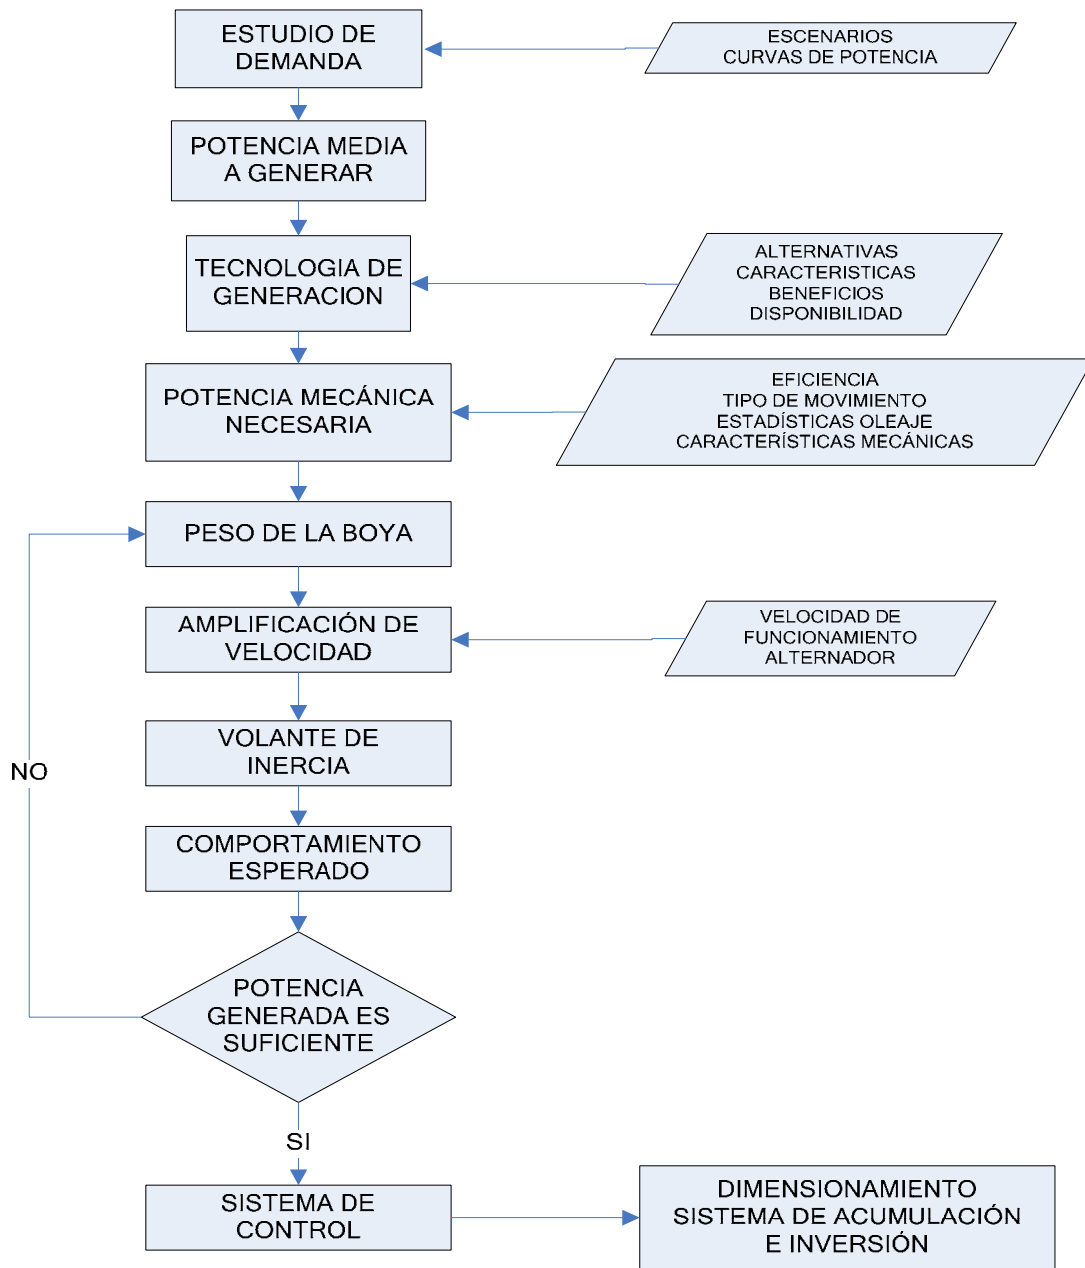 ESTUDIO DE
DEMANDA
ESCENARIOS
CURVAS DE POTENCIA
POTENCIA MEDIA
A GENERAR
TECNOLOGIA DE
GENERACION
ALTERNATIVAS
CARACTERISTICAS
BENEFICIOS
DISPONIBILIDAD
POTENCIA MECÁNICA
NECESARIA
EFICIENCIA
TIPO DE MOVIMIENTO
ESTADÍSTICAS OLEAJE
CARACTERÍSTÍCAS MECÁNICAS
PESO DE LA BOYA
AMPLIFICACIÓN DE
VELOCIDAD
VELOCIDAD DE
FUNCIONAMIENTO
ALTERNADOR
VOLANTE DE
INERCIA
NO
COMPORTAMIENTO
ESPERADO
POTENCIA
GENERADA ES
SUFICIENTE
SI
SISTEMA DE
CONTROL
DIMENSIONAMIENTO
SISTEMA DE ACUMULACIÓN
E INVERSIÓN